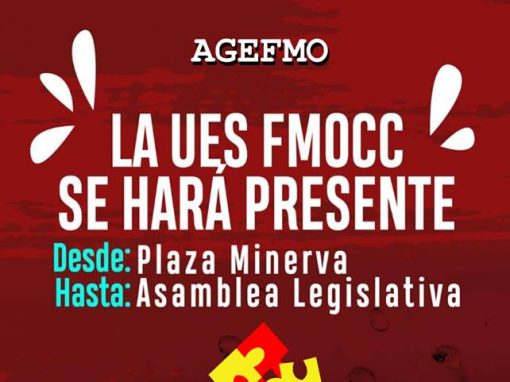 AGEFMO
LA UES FMOCC
SE HARÁ PRESENTE
Desde: Plaza Minerva
Hasta: Asamblea Legislativa